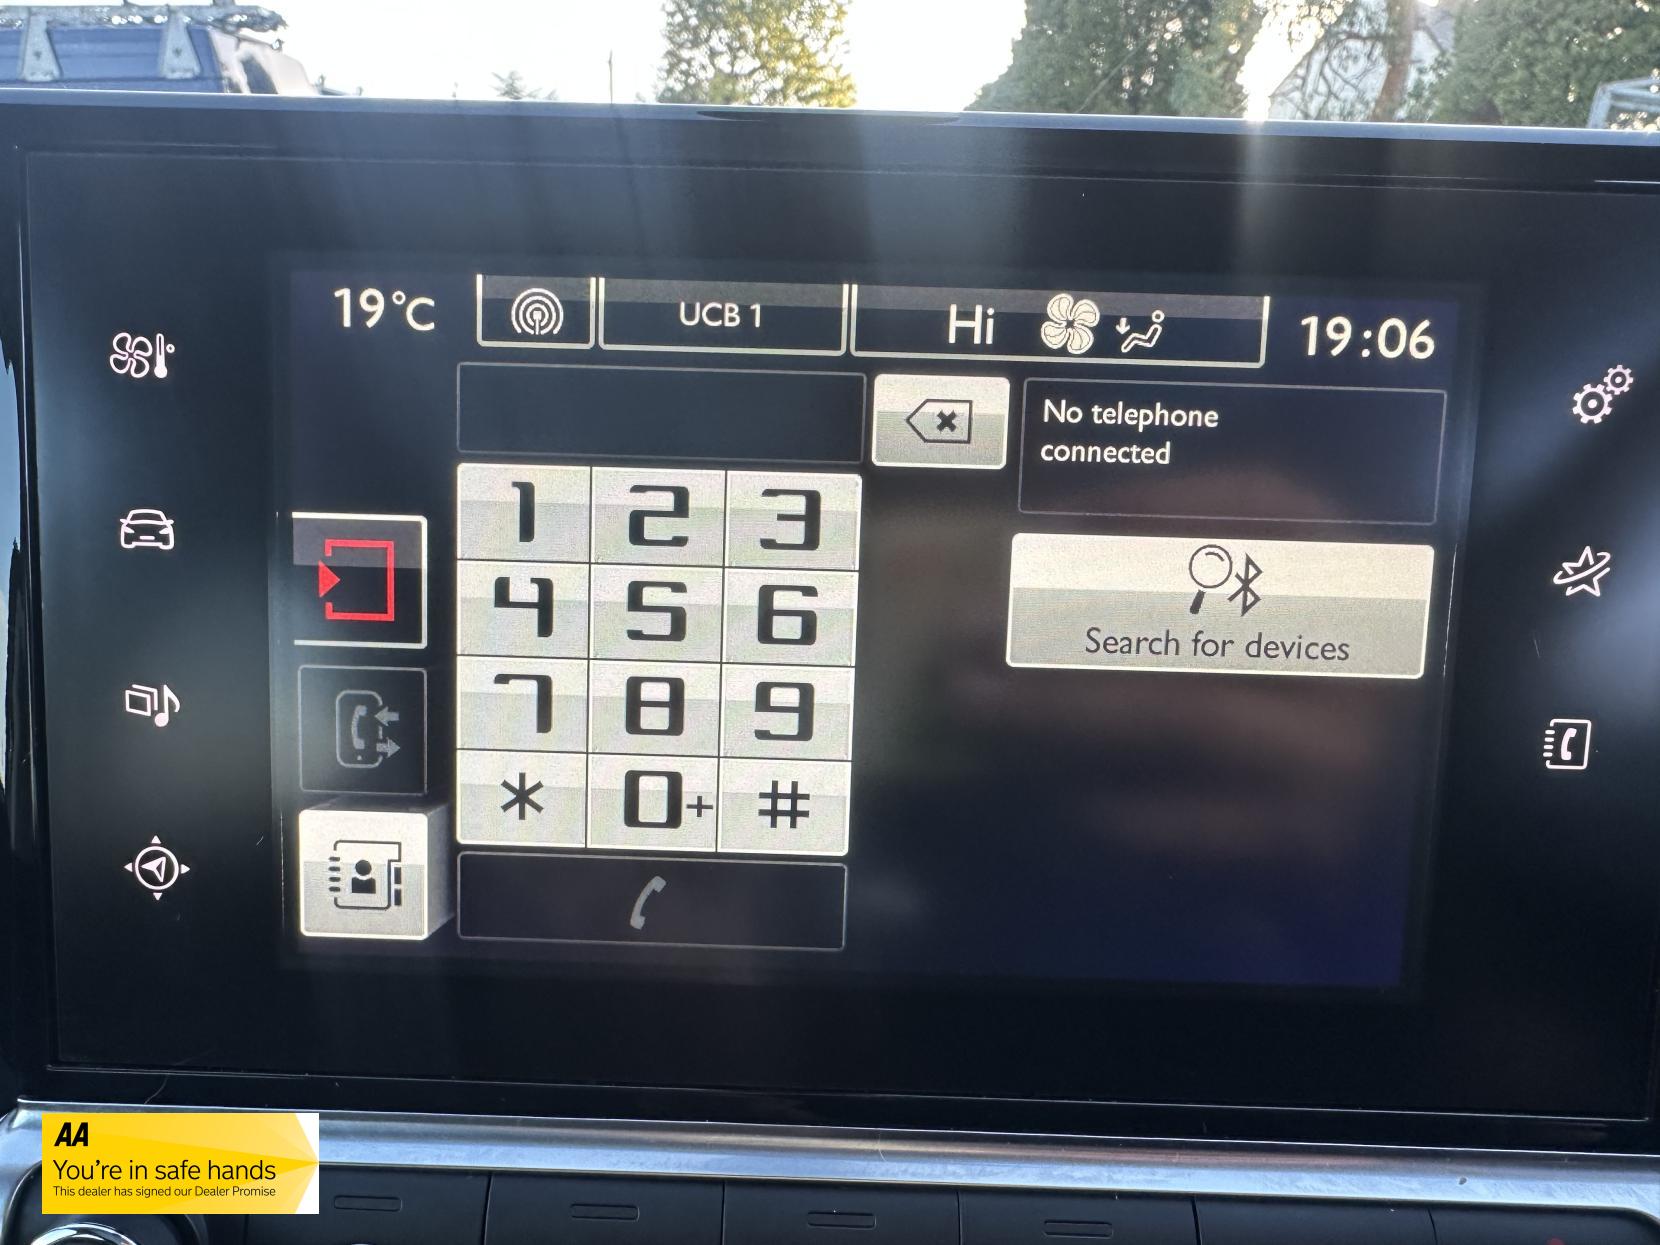 19°C
UCB 1
Hi
19:06
No telephone
connected
1 2 3
4 5 6
7 8 9
* 0+ #
Search for devices
AA
You're in safe hands
This dealer has signed our Dealer Promise